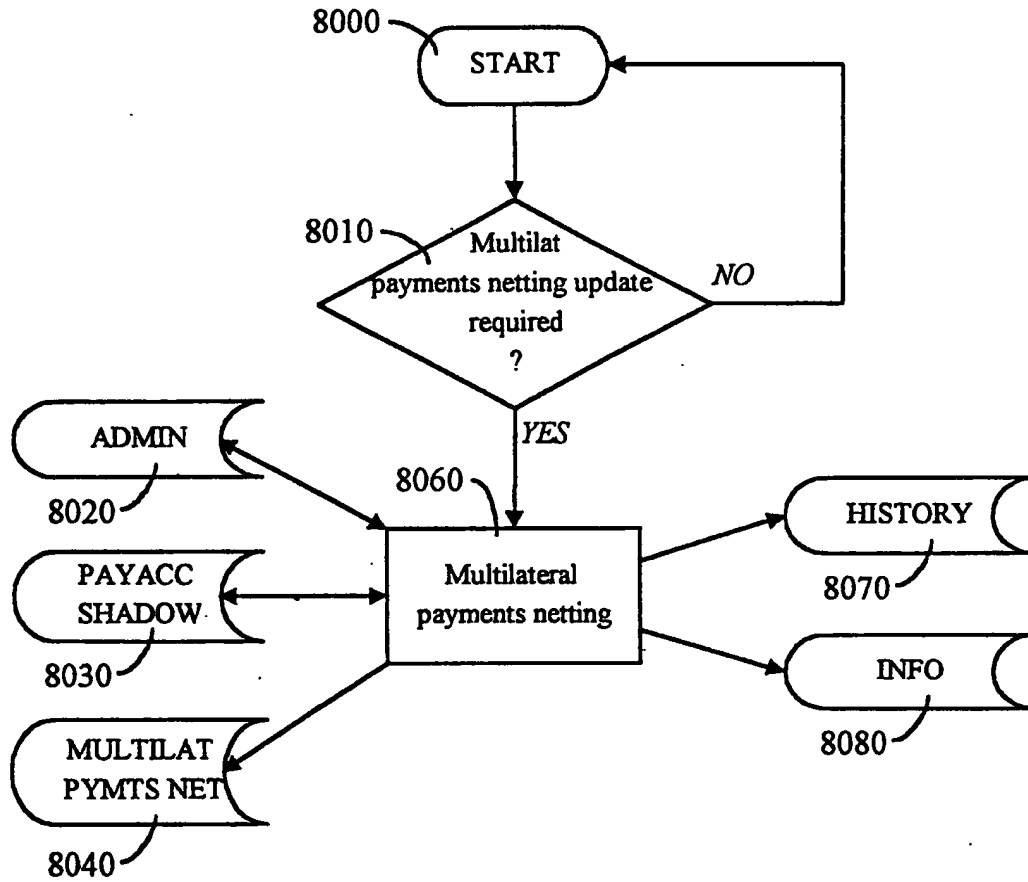 8000
START
8010
Multilat
payments netting update
required
?
NO
YES
ADMIN
8020
8060
HISTORY
8070
PAYACC
SHADOW
8030
Multilateral
payments netting
INFO
8080
MULTILAT
PYMTS NET
8040